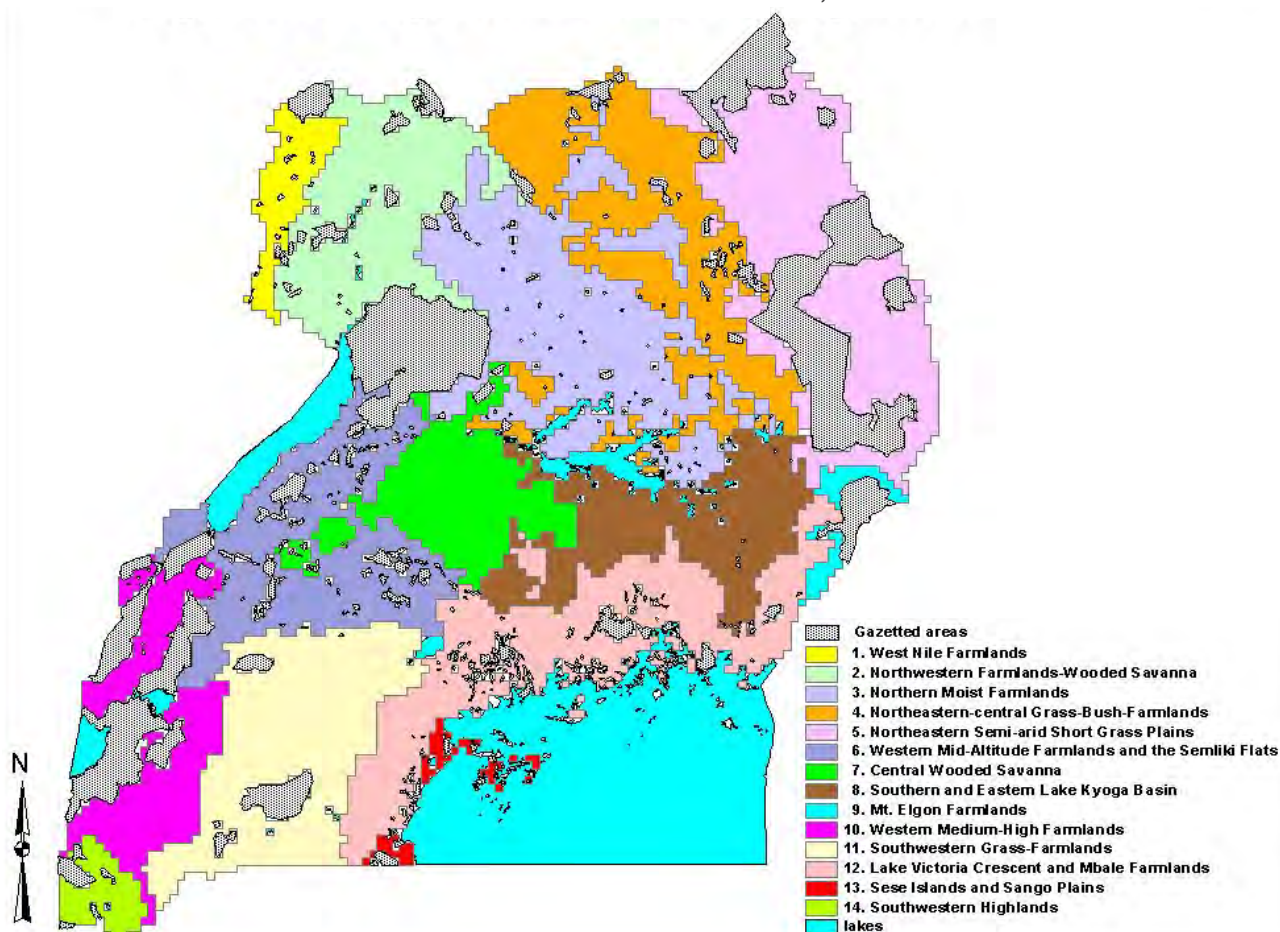 Gazetted areas
1. West Nile Farmlands
2. Northwestern Farmlands-Wooded Savanna
3. Northern Moist Farmlands
4. Northeastern-central Grass-Bush-Farmlands
5. Northeastern Semi-arid Short Grass Plains
6. Western Mid-Altitude Farmlands and the Semliki Flats
7. Central Wooded Savanna
8. Southern and Eastern Lake Kyoga Basin
9. Mt. Elgon Farmlands
10. Western Medium-High Farmlands
11. Southwestern Grass-Farmlands
12. Lake Victoria Crescent and Mbale Farmlands
13. Sese Islands and Sango Plains
14. Southwestern Highlands
lakes
N